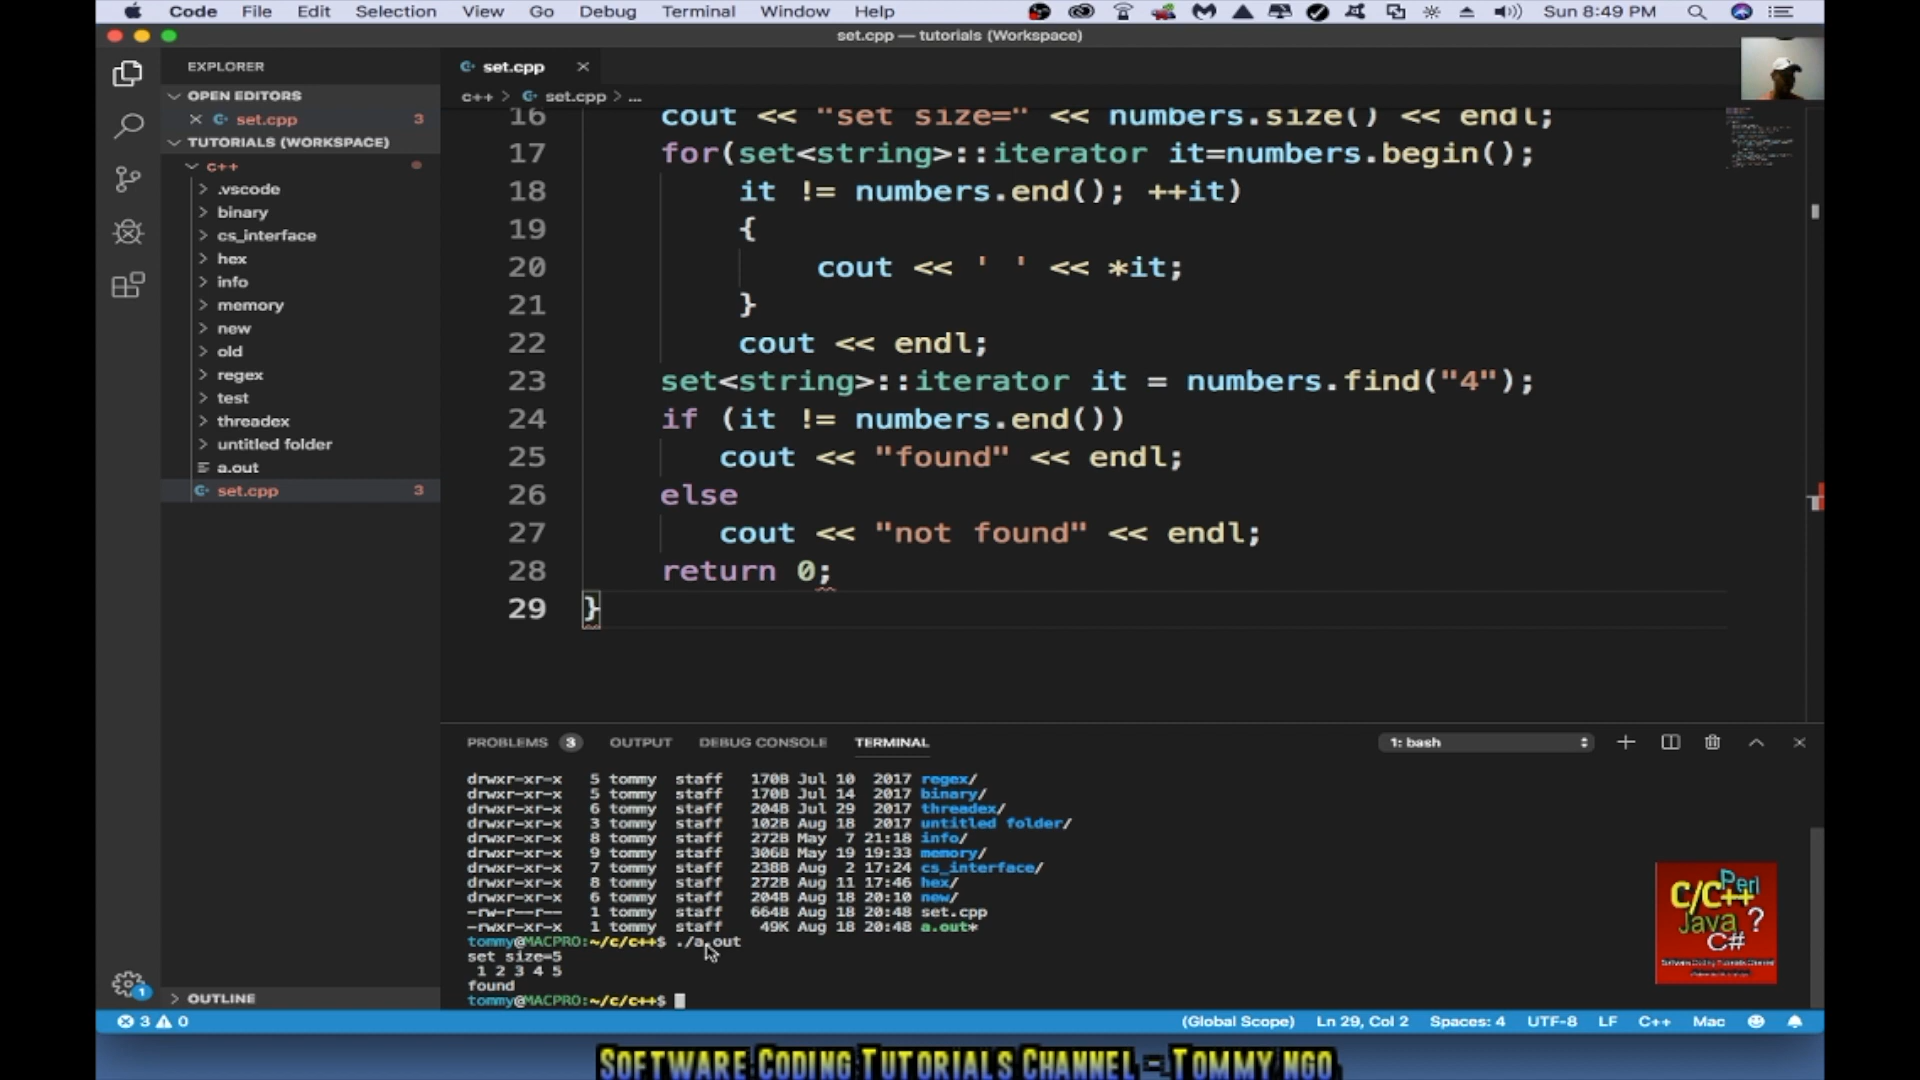 Code File Edit Selection View Go Debug Terminal Window Help Sun 8:49 PM
set.cpp — tutorials (Workspace)
EXPLORER
OPEN EDITORS
set.cpp 3
TUTORIALS (WORKSPACE)
c++
.vscode
binary
cs_interface
hex
info
memory
new
old
regex
test
threadex
untitled folder
a.out
set.cpp 3
OUTLINE
set.cpp
c++ > set.cpp > ...
16 cout << "set size=" << numbers.size() << endl;
17 for(set<string>::iterator it=numbers.begin();
18 it != numbers.end(); ++it)
19 {
20 cout << ' ' << *it;
21 }
22 cout << endl;
23 set<string>::iterator it = numbers.find("4");
24 if (it != numbers.end())
25 cout << "found" << endl;
26 else
27 cout << "not found" << endl;
28 return 0;
29 }
PROBLEMS 3 OUTPUT DEBUG CONSOLE TERMINAL 1: bash
drwxr-xr-x 5 tommy staff 170B Jul 10 2017 regex/
drwxr-xr-x 5 tommy staff 170B Jul 14 2017 binary/
drwxr-xr-x 6 tommy staff 204B Jul 29 2017 threadex/
drwxr-xr-x 3 tommy staff 102B Aug 18 2017 untitled folder/
drwxr-xr-x 8 tommy staff 272B May 7 21:18 info/
drwxr-xr-x 9 tommy staff 306B May 19 19:33 memory/
drwxr-xr-x 7 tommy staff 238B Aug 2 17:24 cs_interface/
drwxr-xr-x 8 tommy staff 272B Aug 11 17:46 hex/
drwxr-xr-x 6 tommy staff 204B Aug 18 20:10 new/
-rw-r--r-- 1 tommy staff 664B Aug 18 20:48 set.cpp
-rwxr-xr-x 1 tommy staff 49K Aug 18 20:48 a.out*
tommy@MACPRO:~/c/c++$ ./a.out
set size=5
1 2 3 4 5
found
tommy@MACPRO:~/c/c++$
C/C++ Perl
Java ?
C#
Software Coding Tutorials Channel
1
3 0 (Global Scope) Ln 29, Col 2 Spaces: 4 UTF-8 LF C++ Mac
SOFTWARE CODING TUTORIALS CHANNEL - TOMMY NGO